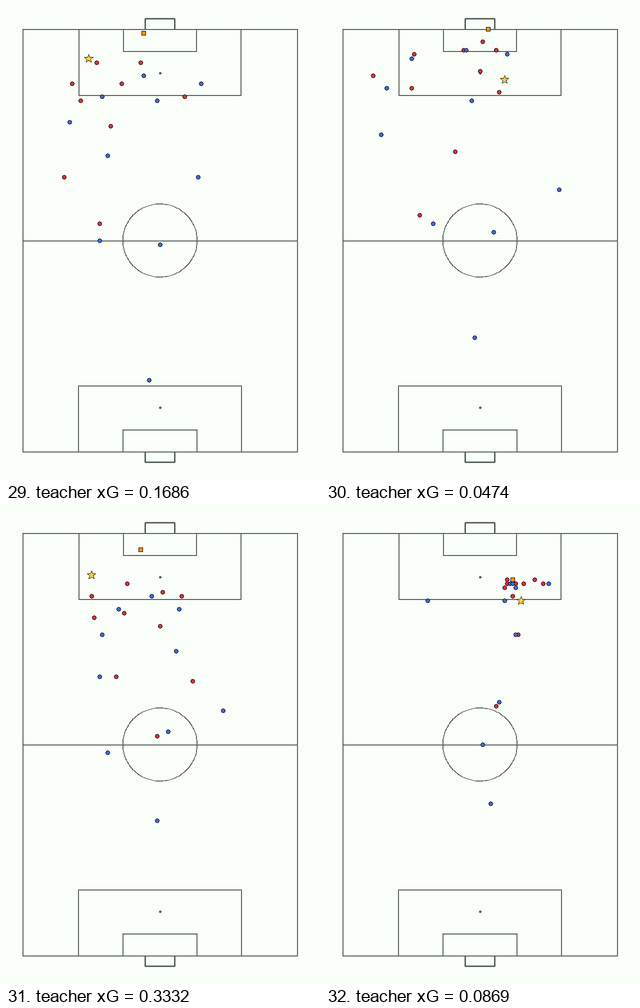 29. teacher xG = 0.1686
30. teacher xG = 0.0474
31. teacher xG = 0.3332
32. teacher xG = 0.0869